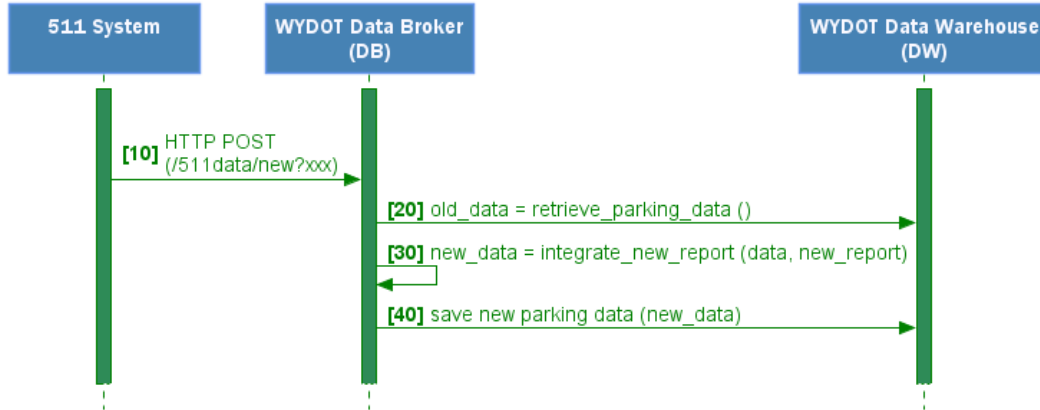 511 System
WYDOT Data Broker
(DB)
WYDOT Data Warehouse
(DW)
[10] HTTP POST
(/511data/new?xxx)
[20] old_data = retrieve_parking_data ()
[30] new_data = integrate_new_report (data, new_report)
[40] save new parking data (new_data)